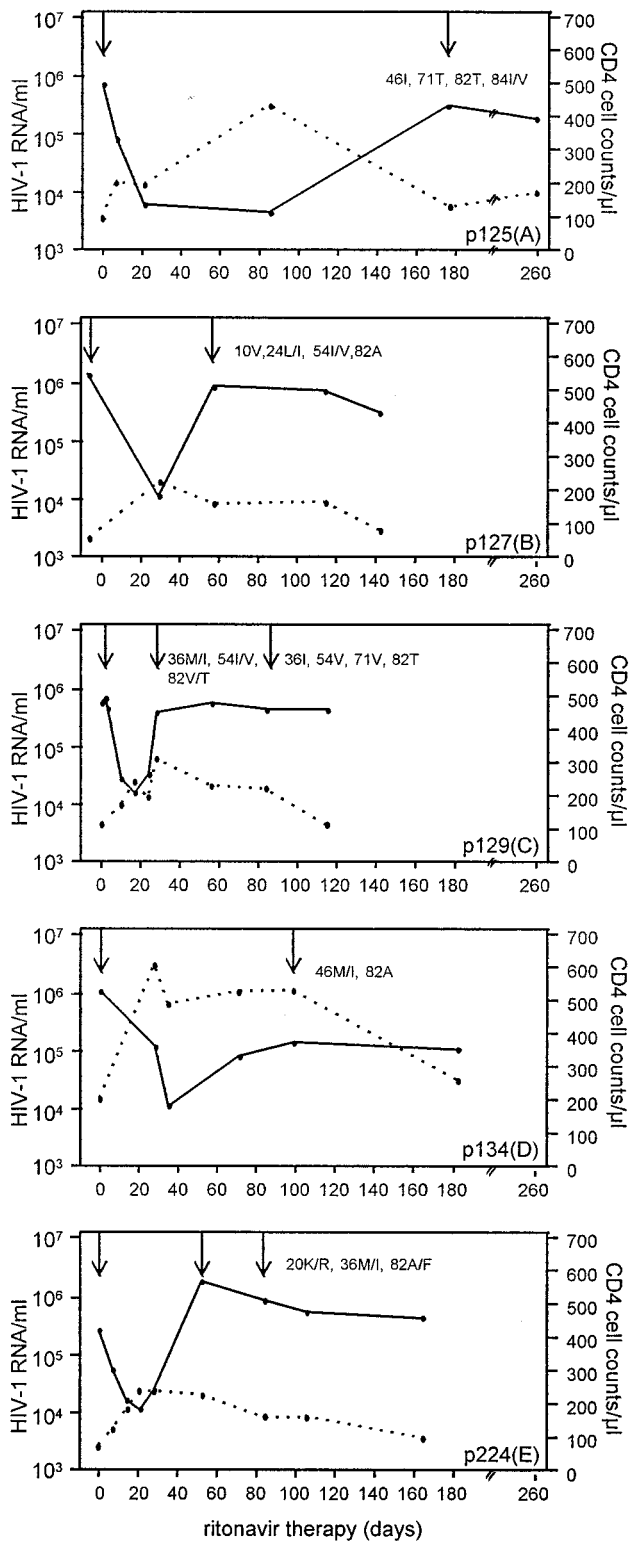 HIV-1 RNA/ml
10⁷
10⁶
10⁵
10⁴
10³
46I, 71T, 82T, 84I/V
p125(A)
700
600
500
400
300
200
100
0
CD4 cell counts/µl
0 20 40 60 80 100 120 140 160 180 260
HIV-1 RNA/ml
10⁷
10⁶
10⁵
10⁴
10³
10V,24L/I, 54I/V,82A
p127(B)
700
600
500
400
300
200
100
0
CD4 cell counts/µl
0 20 40 60 80 100 120 140 160 180 260
HIV-1 RNA/ml
10⁷
10⁶
10⁵
10⁴
10³
36M/I, 54I/V,
82V/T
36I, 54V, 71V, 82T
p129(C)
700
600
500
400
300
200
100
0
CD4 cell counts/µl
0 20 40 60 80 100 120 140 160 180 260
HIV-1 RNA/ml
10⁷
10⁶
10⁵
10⁴
10³
46M/I, 82A
p134(D)
700
600
500
400
300
200
100
0
CD4 cell counts/µl
0 20 40 60 80 100 120 140 160 180 260
HIV-1 RNA/ml
10⁷
10⁶
10⁵
10⁴
10³
20K/R, 36M/I, 82A/F
p224(E)
700
600
500
400
300
200
100
0
CD4 cell counts/µl
0 20 40 60 80 100 120 140 160 180 260
ritonavir therapy (days)